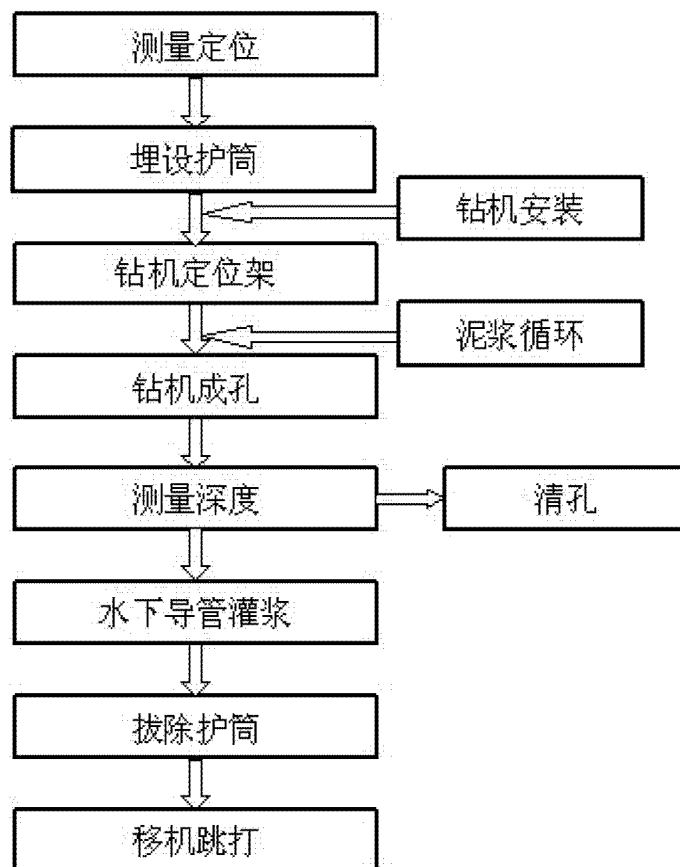 测量定位
埋设护筒
钻机安装
钻机定位架
泥浆循环
钻机成孔
测量深度
清孔
水下导管灌浆
拔除护筒
移机跳打